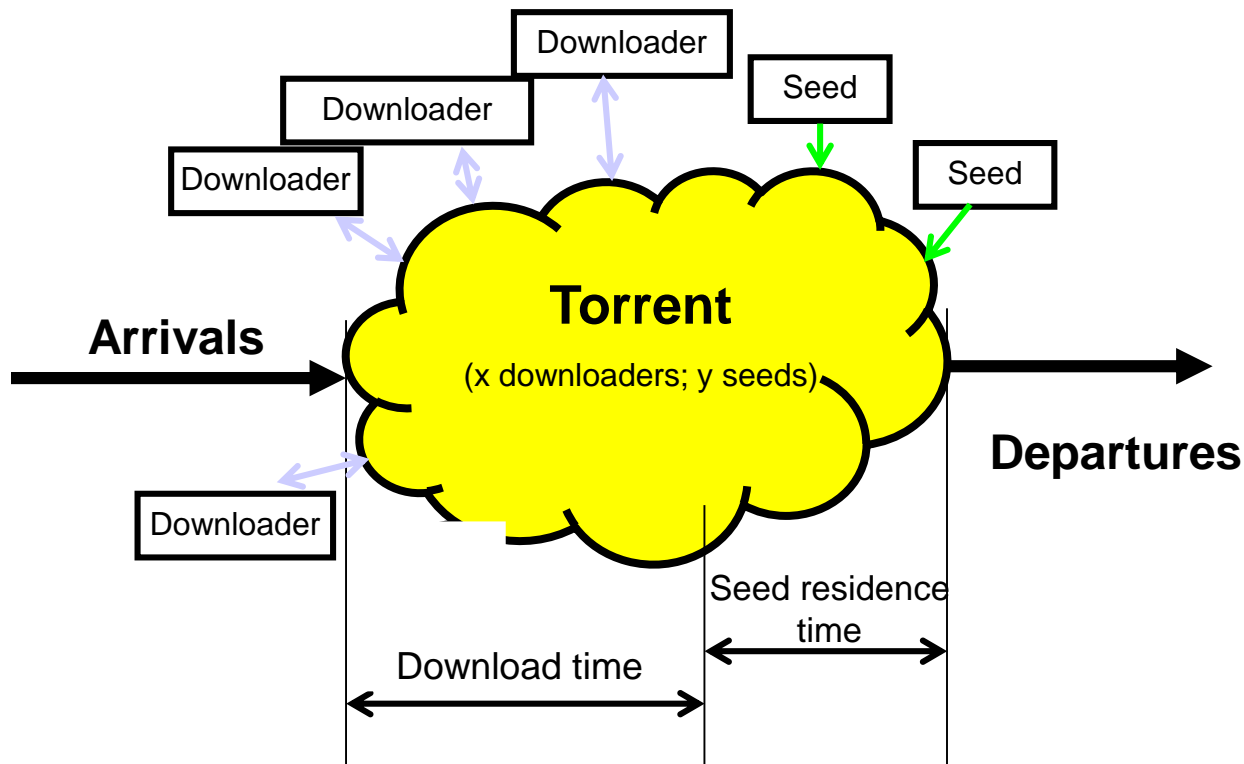 Downloader
Seed
Downloader
Downloader
Seed
Torrent
Arrivals
(x downloaders; y seeds)
Departures
Downloader
Seed residence
time
Download time